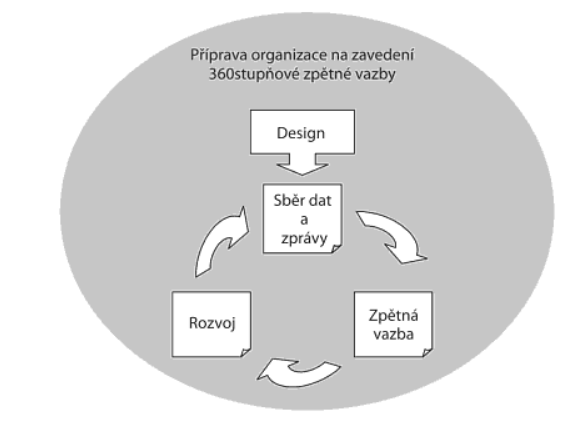 Příprava organizace na zavedení
360stupňové zpětné vazby
Design
Sběr dat
a
zprávy
Rozvoj
Zpětná
vazba